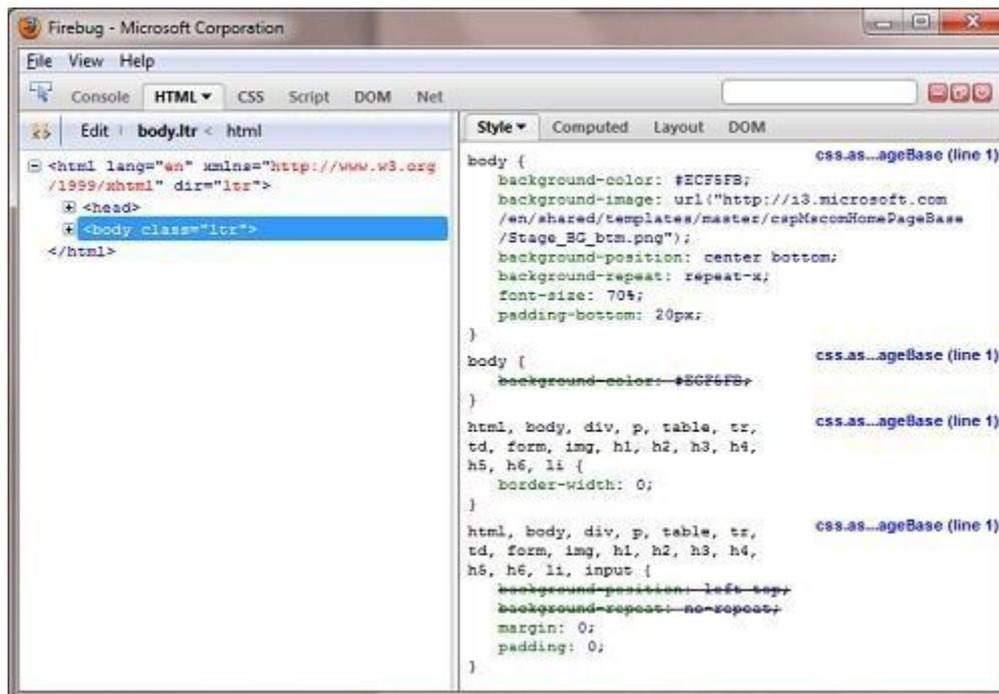 Firebug - Microsoft Corporation
File View Help
Console HTML CSS Script DOM Net
Edit body.ltr < html
<html lang="en" xmlns="http://www.w3.org
/1999/xhtml" dir="ltr">
<head>
<body class="ltr">
</html>
Style Computed Layout DOM
body { css.as...ageBase (line 1)
background-color: #ECF5FB;
background-image: url("http://i3.microsoft.com
/en/shared/templates/master/cspMscomHomePageBase
/Stage_BG_btm.png");
background-position: center bottom;
background-repeat: repeat-x;
font-size: 70%;
padding-bottom: 20px;
}
body { css.as...ageBase (line 1)
background-color: #ECF5FB;
}
html, body, div, p, table, tr, css.as...ageBase (line 1)
td, form, img, h1, h2, h3, h4,
h5, h6, li {
border-width: 0;
}
html, body, div, p, table, tr, css.as...ageBase (line 1)
td, form, img, h1, h2, h3, h4,
h5, h6, li, input {
background-position: left top;
background-repeat: no-repeat;
margin: 0;
padding: 0;
}